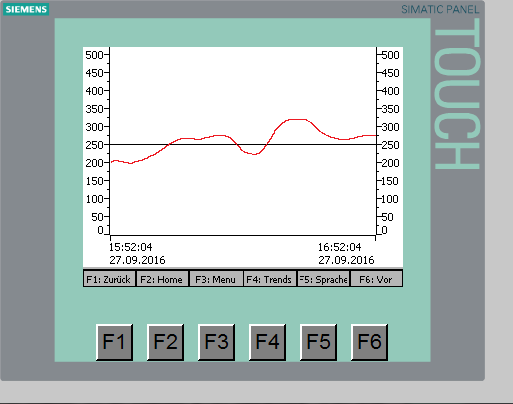 SIEMENS
SIMATIC PANEL
TOUCH
500 500
450 450
400 400
350 350
300 300
250 250
200 200
150 150
100 100
50 50
0 0
15:52:04 16:52:04
27.09.2016 27.09.2016
F1: Zurück F2: Home F3: Menu F4: Trends F5: Sprache F6: Vor
F1 F2 F3 F4 F5 F6